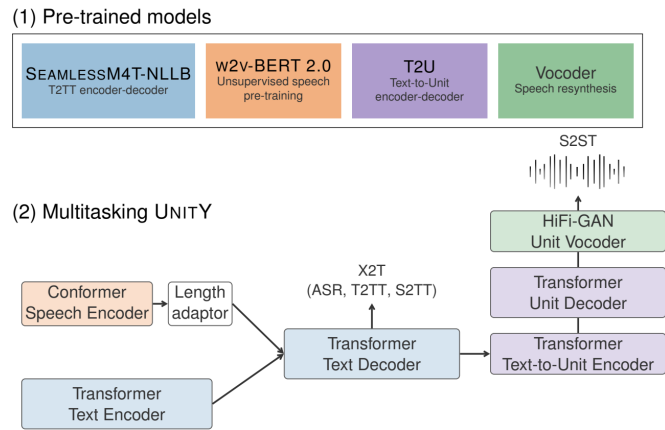 (1) Pre-trained models
SEAMLESSM4T-NLLB
T2TT encoder-decoder
w2v-BERT 2.0
Unsupervised speech
pre-training
T2U
Text-to-Unit
encoder-decoder
Vocoder
Speech resynthesis
S2ST
(2) Multitasking UNITY
HiFi-GAN
Unit Vocoder
X2T
(ASR, T2TT, S2TT)
Conformer
Speech Encoder
Length
adaptor
Transformer
Unit Decoder
Transformer
Text Decoder
Transformer
Text-to-Unit Encoder
Transformer
Text Encoder